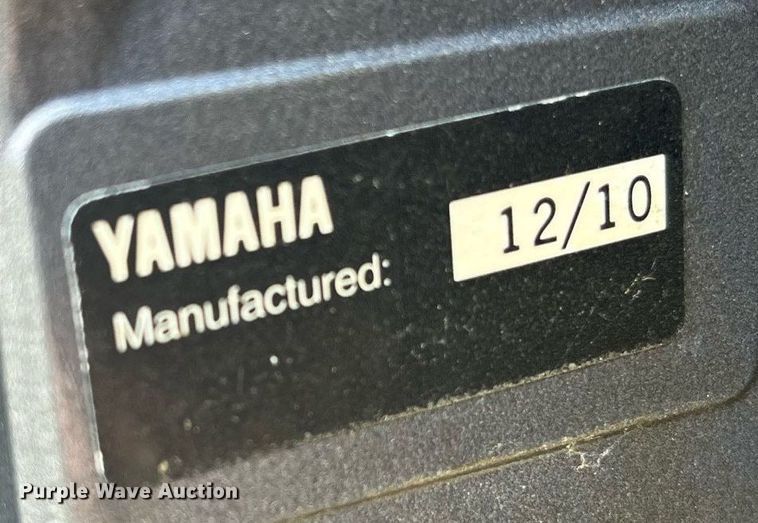 YAMAHA
Manufactured: 12/10
Purple Wave Auction